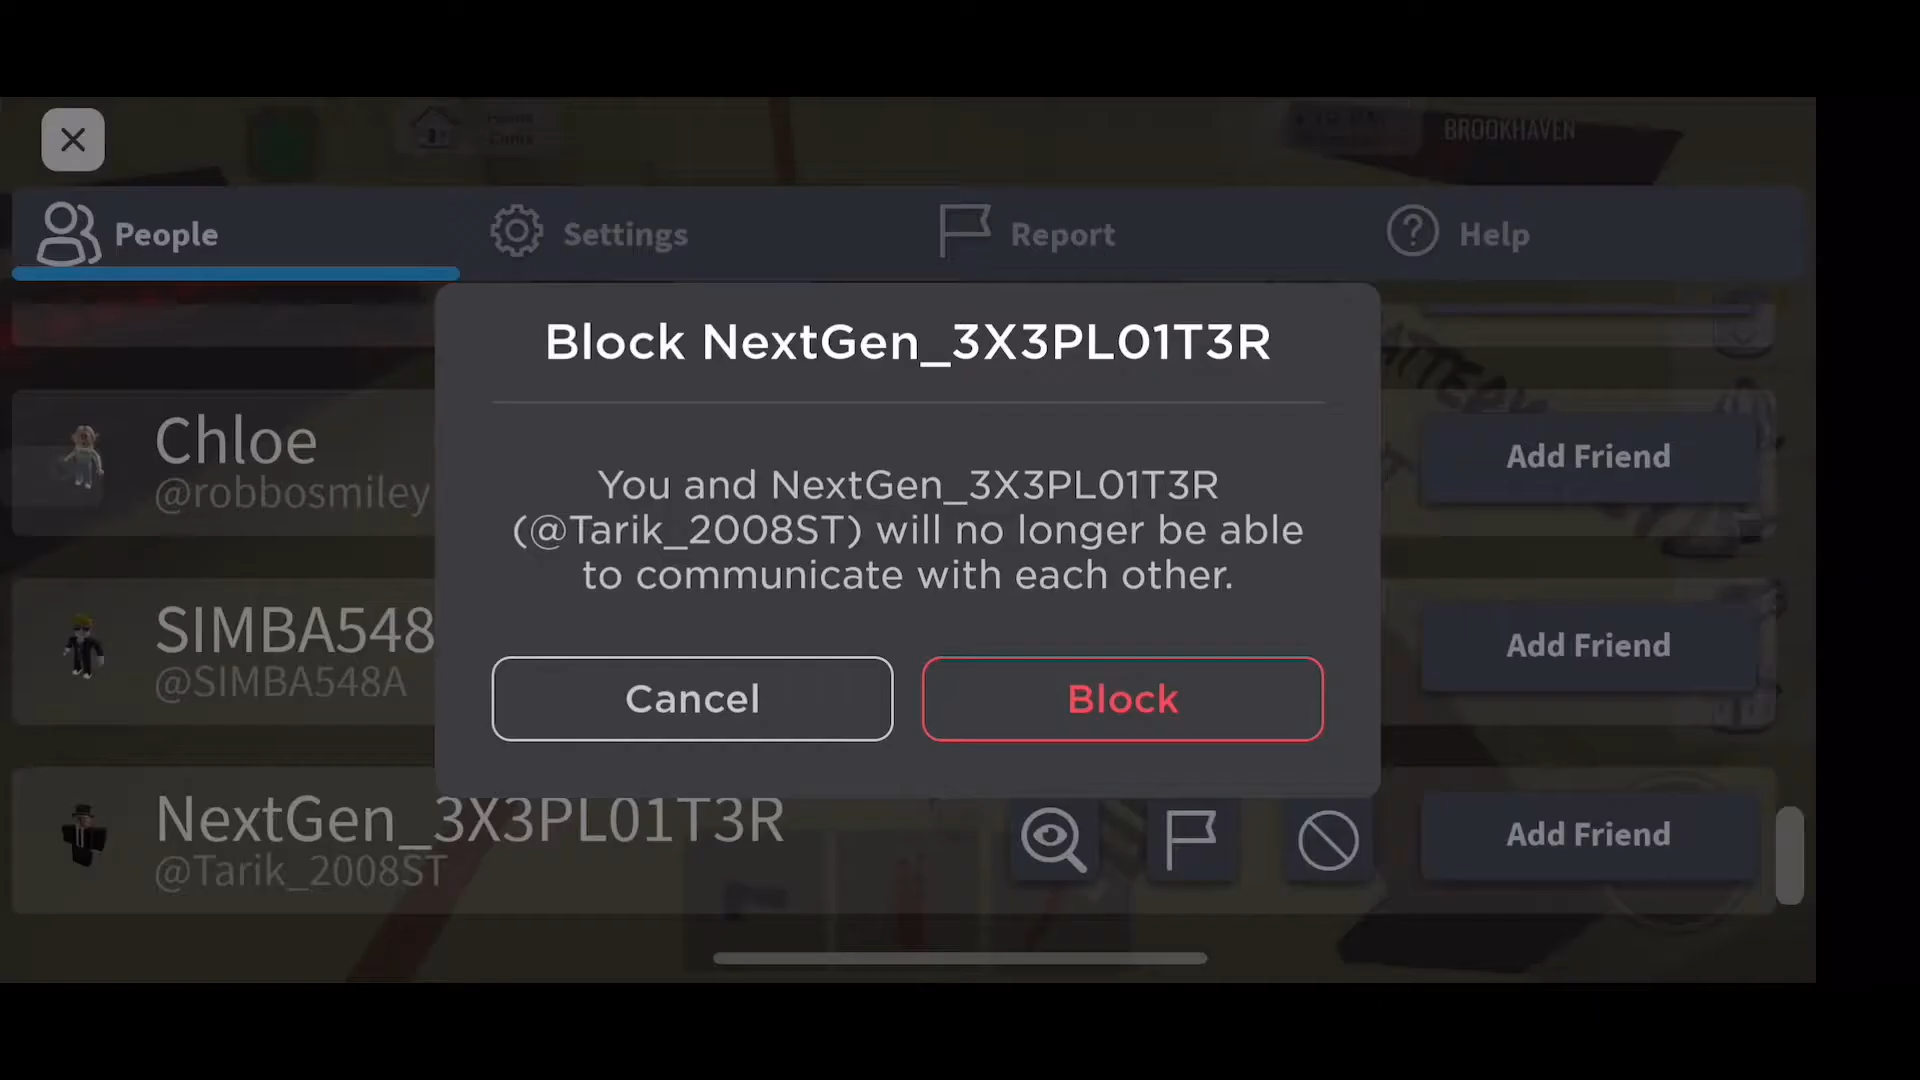 Home
BROOKHAVEN
People
Settings
Report
Help
Block NextGen_3X3PL01T3R
You and NextGen_3X3PL01T3R
(@Tarik_2008ST) will no longer be able
to communicate with each other.
Cancel
Block
Chloe
@robbosmiley
Add Friend
SIMBA548
@SIMBA548A
Add Friend
NextGen_3X3PL01T3R
@Tarik_2008ST
Add Friend